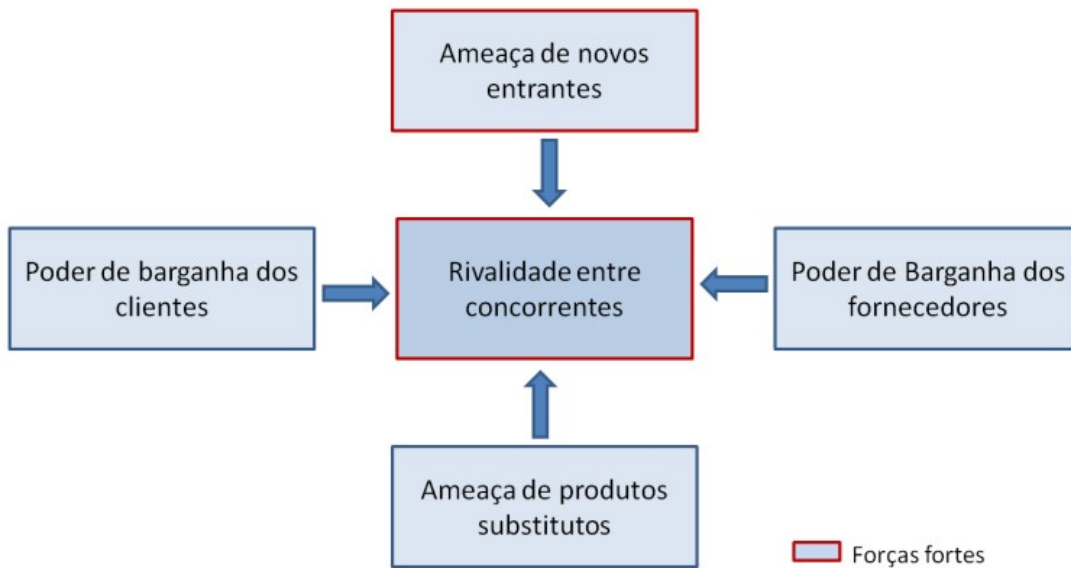 Ameaça de novos
entrantes
Poder de barganha dos
clientes
Rivalidade entre
concorrentes
Poder de Barganha dos
fornecedores
Ameaça de produtos
substitutos
Forças fortes